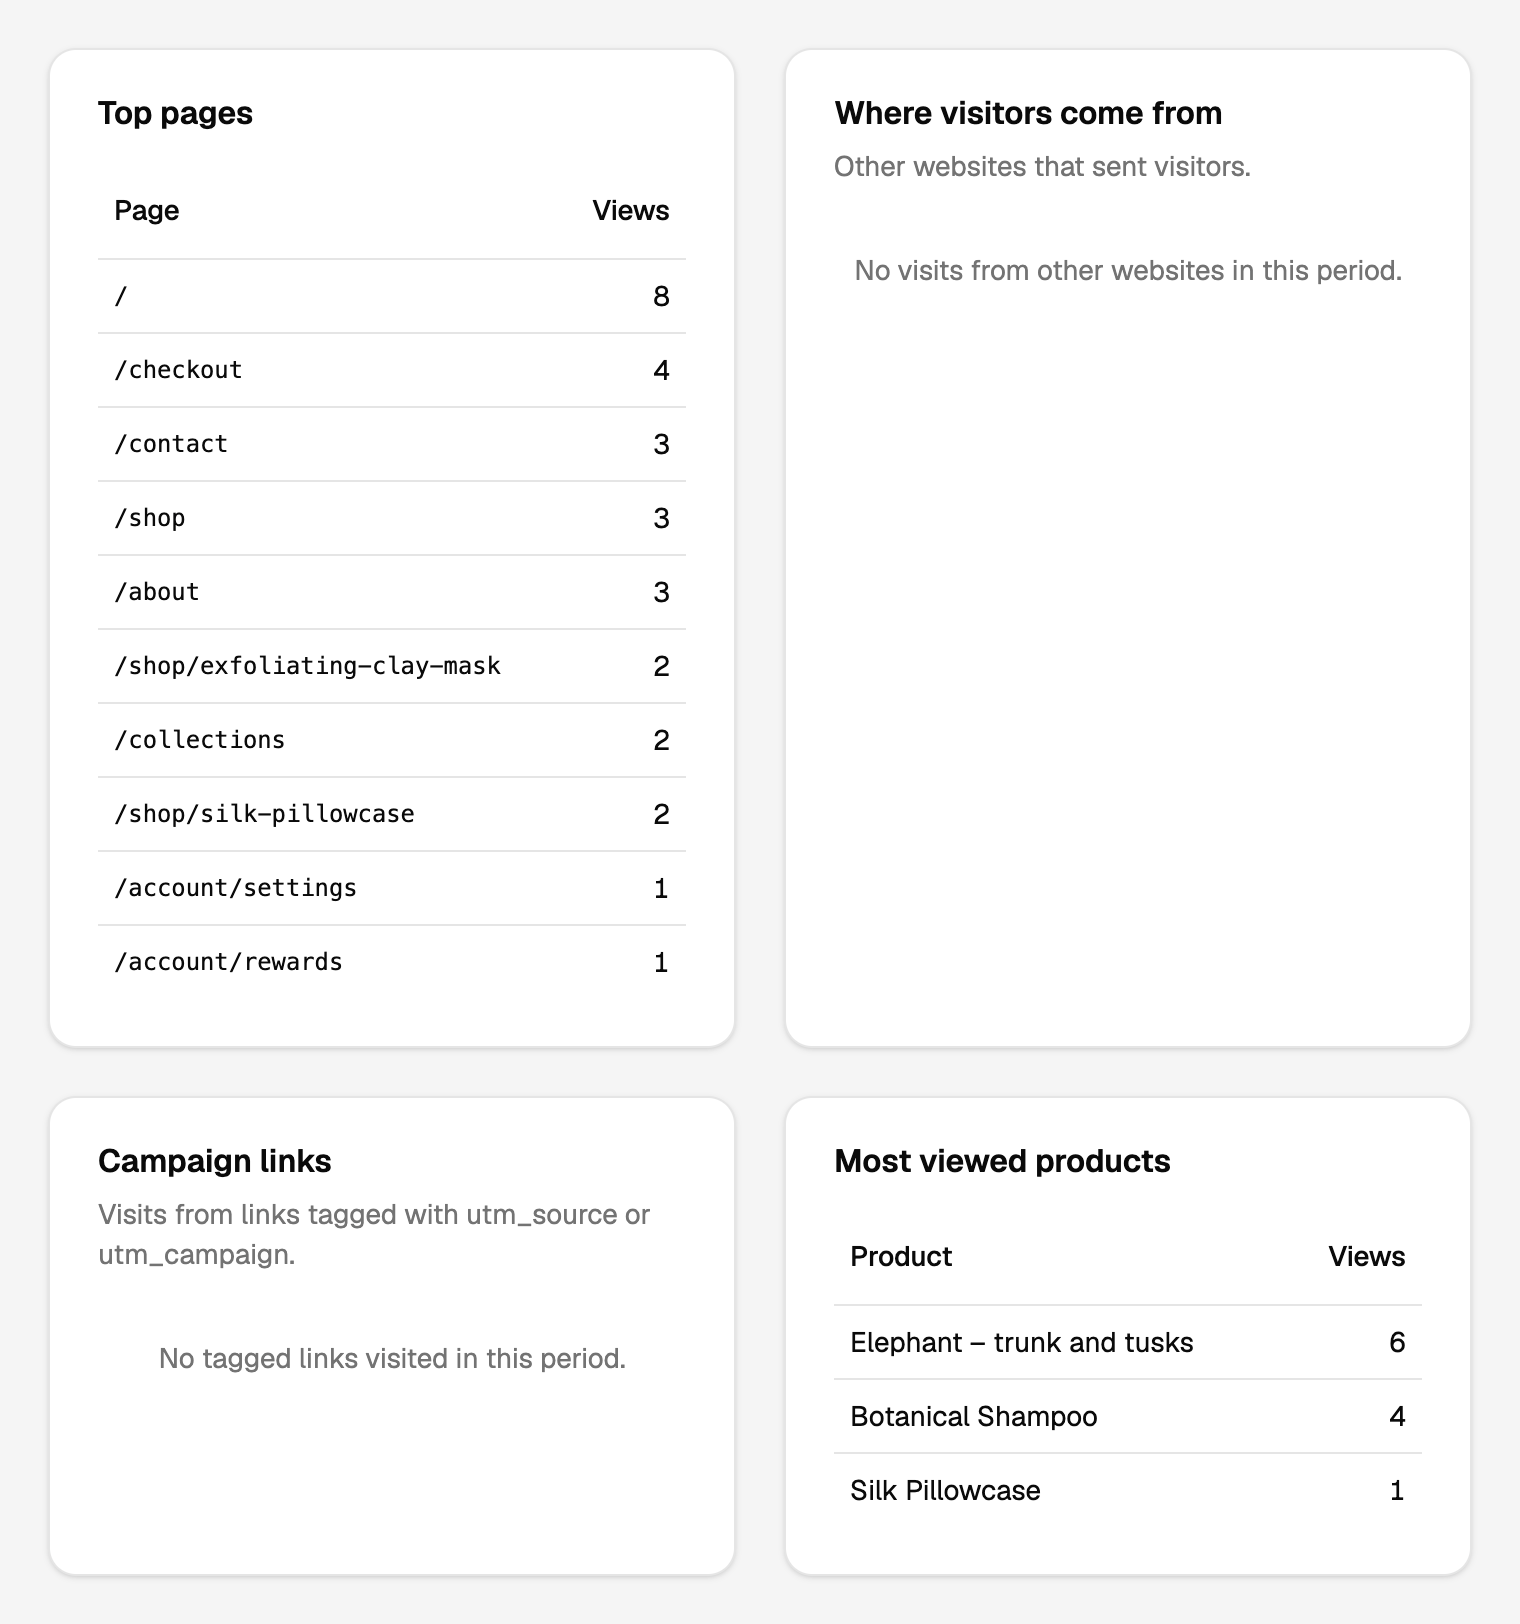 Top pages
Page Views
/ 8
/checkout 4
/contact 3
/shop 3
/about 3
/shop/exfoliating-clay-mask 2
/collections 2
/shop/silk-pillowcase 2
/account/settings 1
/account/rewards 1
Where visitors come from
Other websites that sent visitors.
No visits from other websites in this period.
Campaign links
Visits from links tagged with utm_source or
utm_campaign.
No tagged links visited in this period.
Most viewed products
Product Views
Elephant – trunk and tusks 6
Botanical Shampoo 4
Silk Pillowcase 1